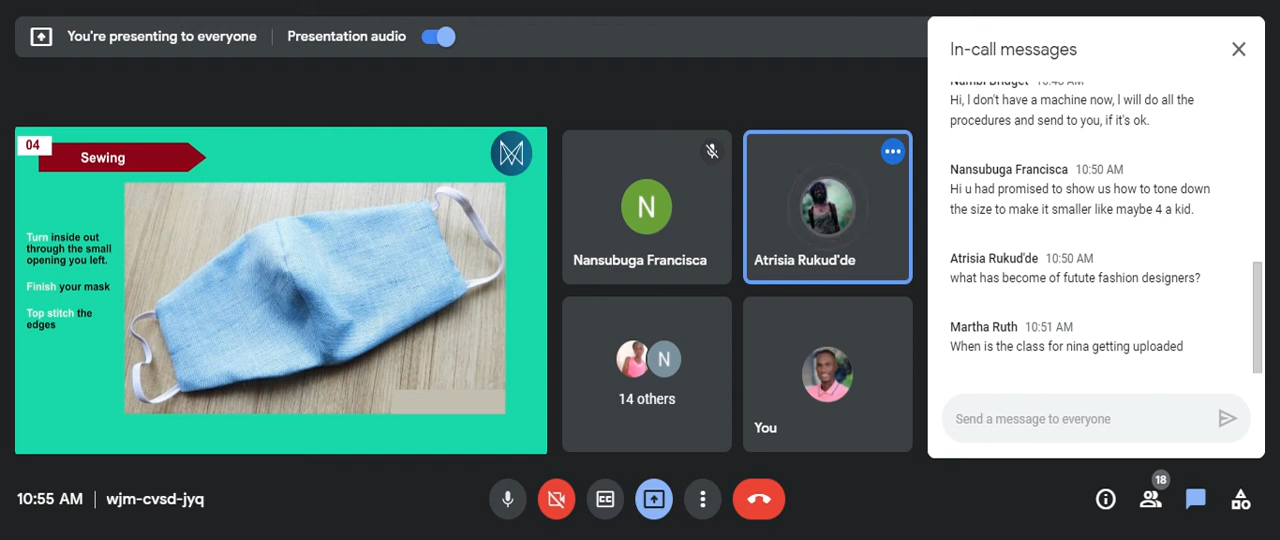 You're presenting to everyone
Presentation audio
04
Sewing
Turn inside out
through the small
opening you left.
Finish your mask
Top stitch the
edges
N
Nansubuga Francisca
Atrisia Rukud'de
N
14 others
You
In-call messages
Hi, I don't have a machine now, I will do all the
procedures and send to you, if it's ok.
Nansubuga Francisca 10:50 AM
Hi u had promised to show us how to tone down
the size to make it smaller like maybe 4 a kid.
Atrisia Rukud'de 10:50 AM
what has become of futute fashion designers?
Martha Ruth 10:51 AM
When is the class for nina getting uploaded
Send a message to everyone
10:55 AM | wjm-cvsd-jyq
CC
18